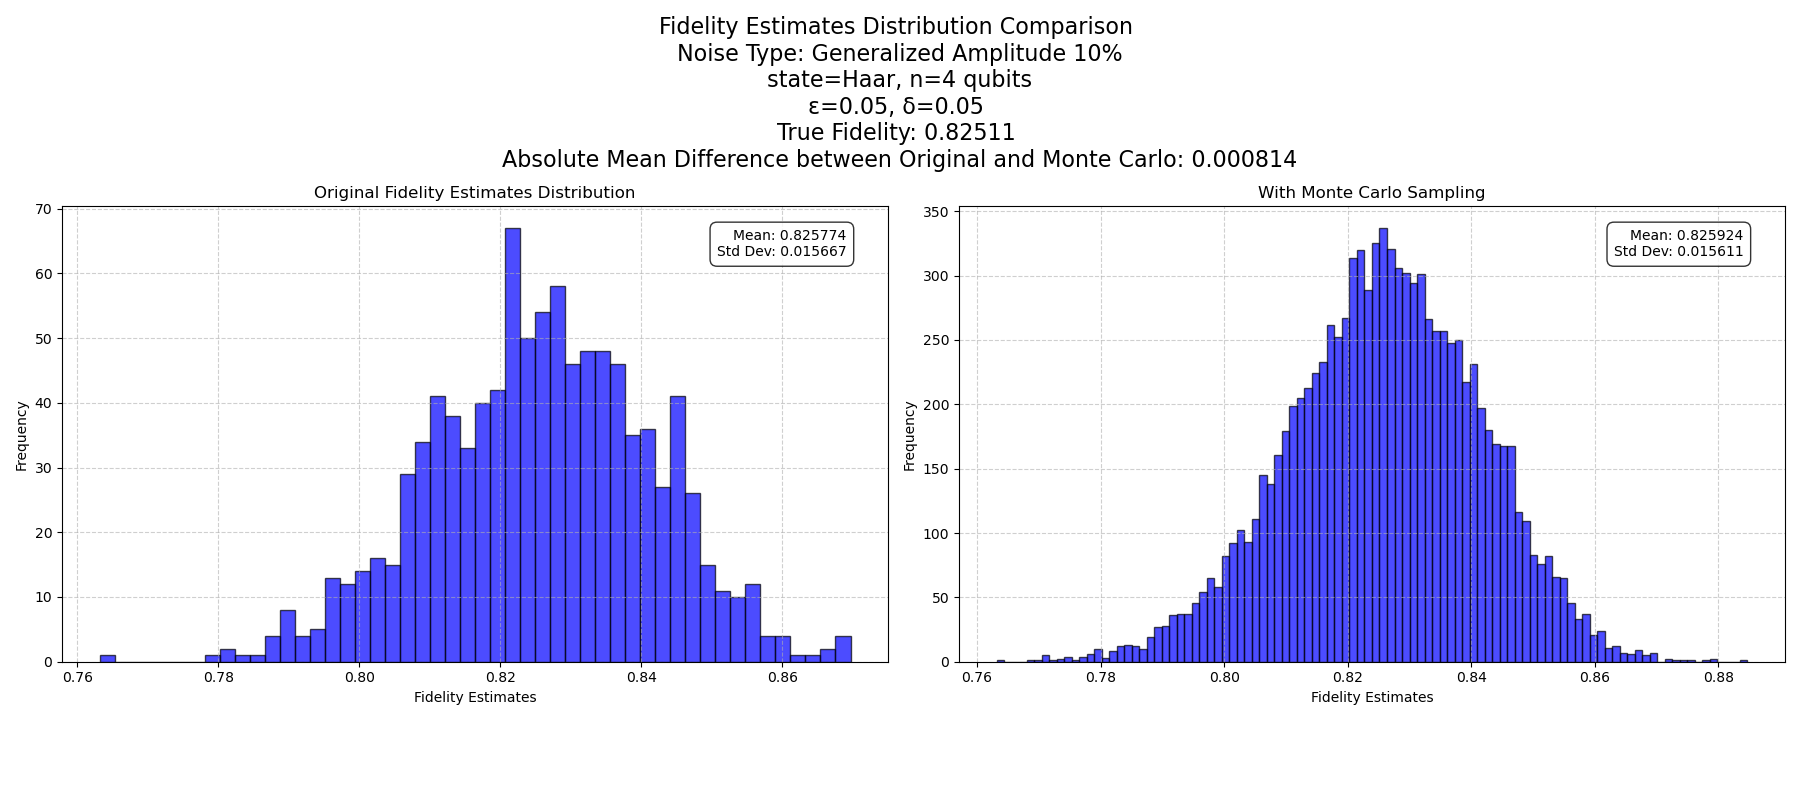 Fidelity Estimates Distribution Comparison
Noise Type: Generalized Amplitude 10%
state=Haar, n=4 qubits
ε=0.05, δ=0.05
True Fidelity: 0.82511
Absolute Mean Difference between Original and Monte Carlo: 0.000814
Original Fidelity Estimates Distribution
70
60
50
40
30
20
10
0
Frequency
Mean: 0.825774
Std Dev: 0.015667
0.76 0.78 0.80 0.82 0.84 0.86
Fidelity Estimates
With Monte Carlo Sampling
350
300
250
200
150
100
50
0
Frequency
Mean: 0.825924
Std Dev: 0.015611
0.76 0.78 0.80 0.82 0.84 0.86 0.88
Fidelity Estimates